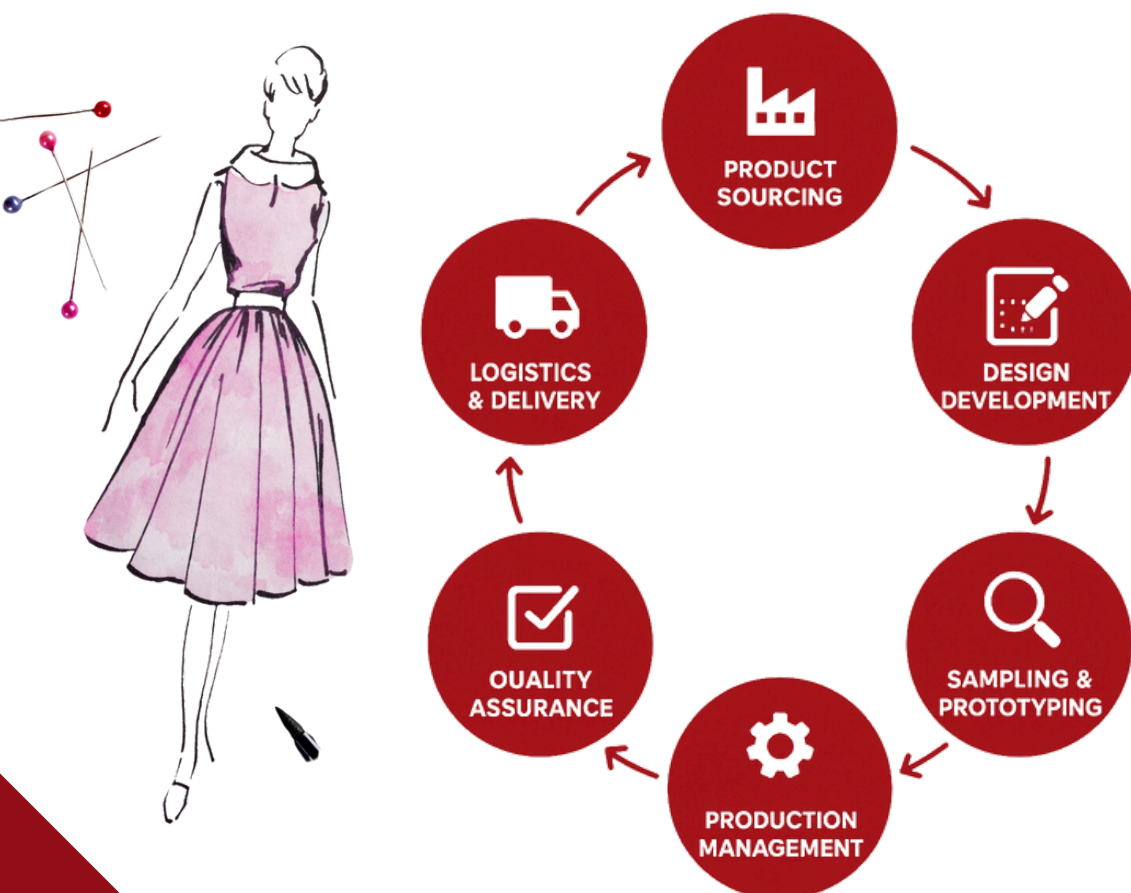 PRODUCT
SOURCING
DESIGN
DEVELOPMENT
SAMPLING &
PROTOTYPING
PRODUCTION
MANAGEMENT
OUALITY
ASSURANCE
LOGISTICS
& DELIVERY